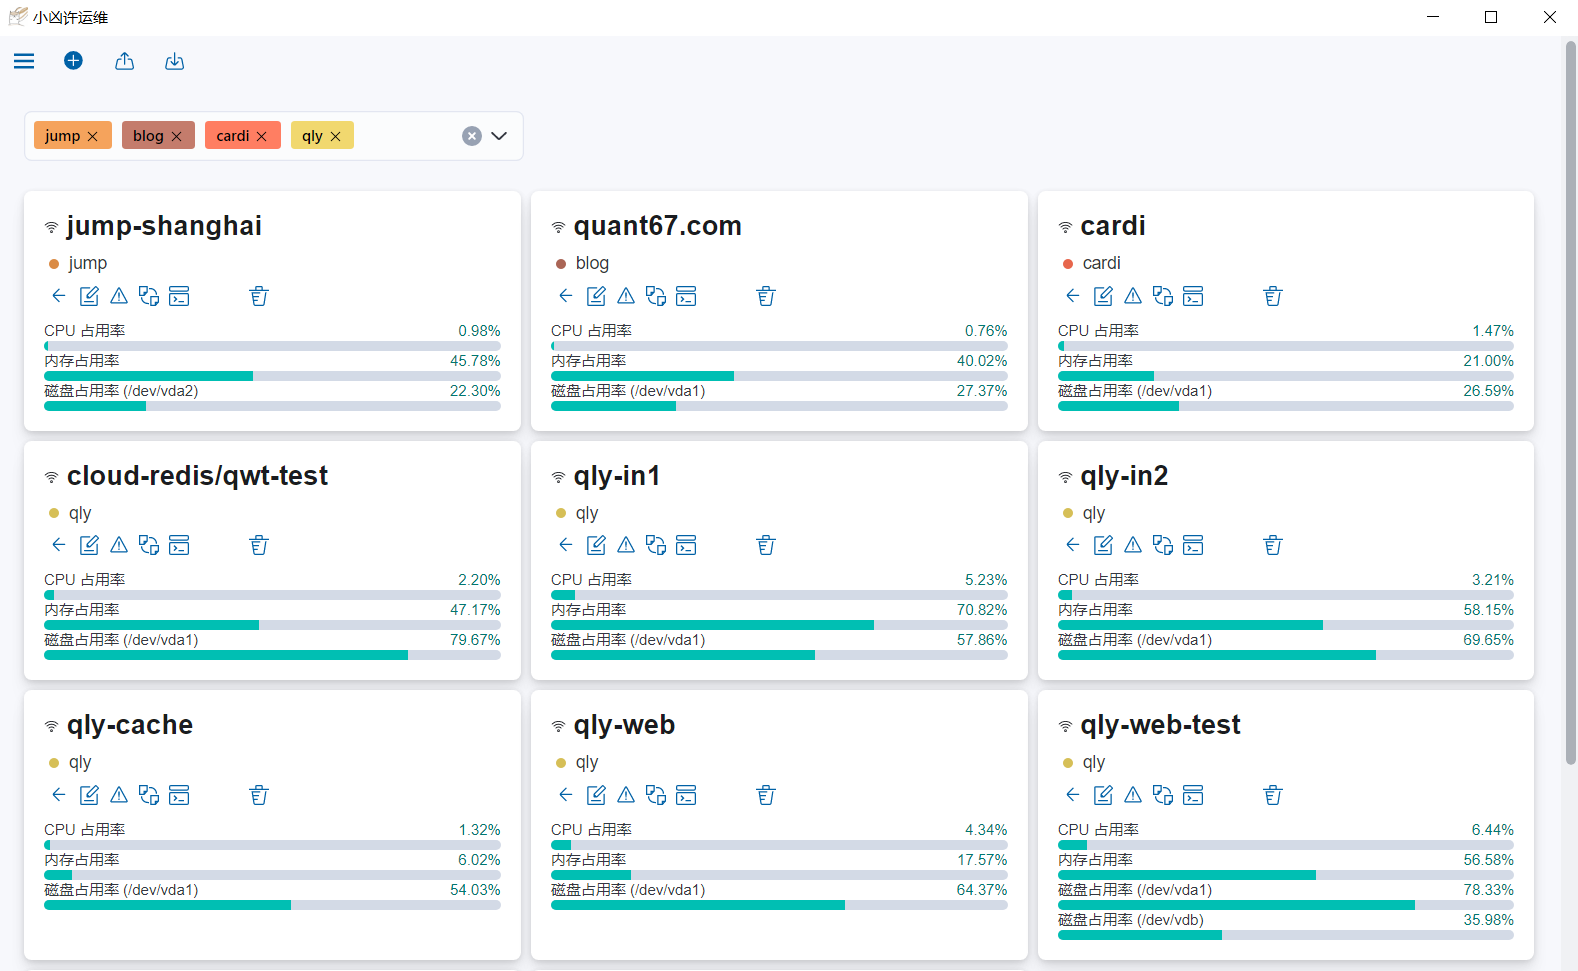 小凶许运维
jump blog cardi qly
jump-shanghai
jump
CPU 占用率 0.98%
内存占用率 45.78%
磁盘占用率 (/dev/vda2) 22.30%
quant67.com
blog
CPU 占用率 0.76%
内存占用率 40.02%
磁盘占用率 (/dev/vda1) 27.37%
cardi
cardi
CPU 占用率 1.47%
内存占用率 21.00%
磁盘占用率 (/dev/vda1) 26.59%
cloud-redis/qwt-test
qly
CPU 占用率 2.20%
内存占用率 47.17%
磁盘占用率 (/dev/vda1) 79.67%
qly-in1
qly
CPU 占用率 5.23%
内存占用率 70.82%
磁盘占用率 (/dev/vda1) 57.86%
qly-in2
qly
CPU 占用率 3.21%
内存占用率 58.15%
磁盘占用率 (/dev/vda1) 69.65%
qly-cache
qly
CPU 占用率 1.32%
内存占用率 6.02%
磁盘占用率 (/dev/vda1) 54.03%
qly-web
qly
CPU 占用率 4.34%
内存占用率 17.57%
磁盘占用率 (/dev/vda1) 64.37%
qly-web-test
qly
CPU 占用率 6.44%
内存占用率 56.58%
磁盘占用率 (/dev/vda1) 78.33%
磁盘占用率 (/dev/vdb) 35.98%